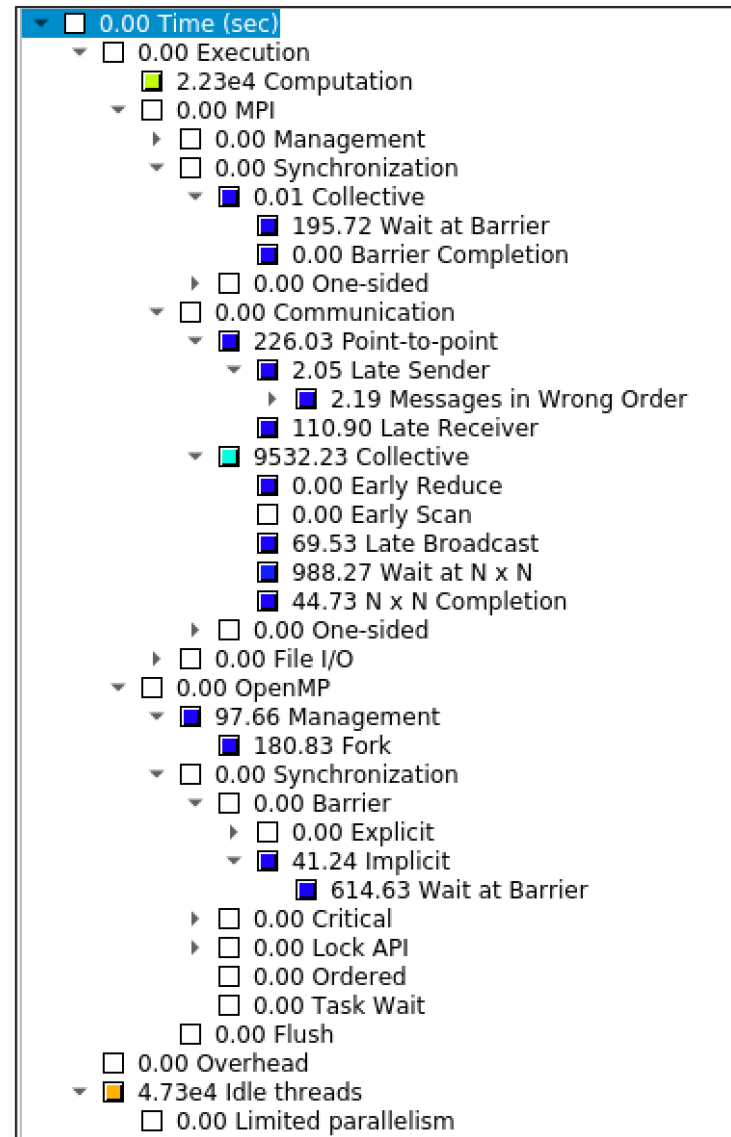 0.00 Time (sec)
0.00 Execution
2.23e4 Computation
0.00 MPI
0.00 Management
0.00 Synchronization
0.01 Collective
195.72 Wait at Barrier
0.00 Barrier Completion
0.00 One-sided
0.00 Communication
226.03 Point-to-point
2.05 Late Sender
2.19 Messages in Wrong Order
110.90 Late Receiver
9532.23 Collective
0.00 Early Reduce
0.00 Early Scan
69.53 Late Broadcast
988.27 Wait at N x N
44.73 N x N Completion
0.00 One-sided
0.00 File I/O
0.00 OpenMP
97.66 Management
180.83 Fork
0.00 Synchronization
0.00 Barrier
0.00 Explicit
41.24 Implicit
614.63 Wait at Barrier
0.00 Critical
0.00 Lock API
0.00 Ordered
0.00 Task Wait
0.00 Flush
0.00 Overhead
4.73e4 Idle threads
0.00 Limited parallelism